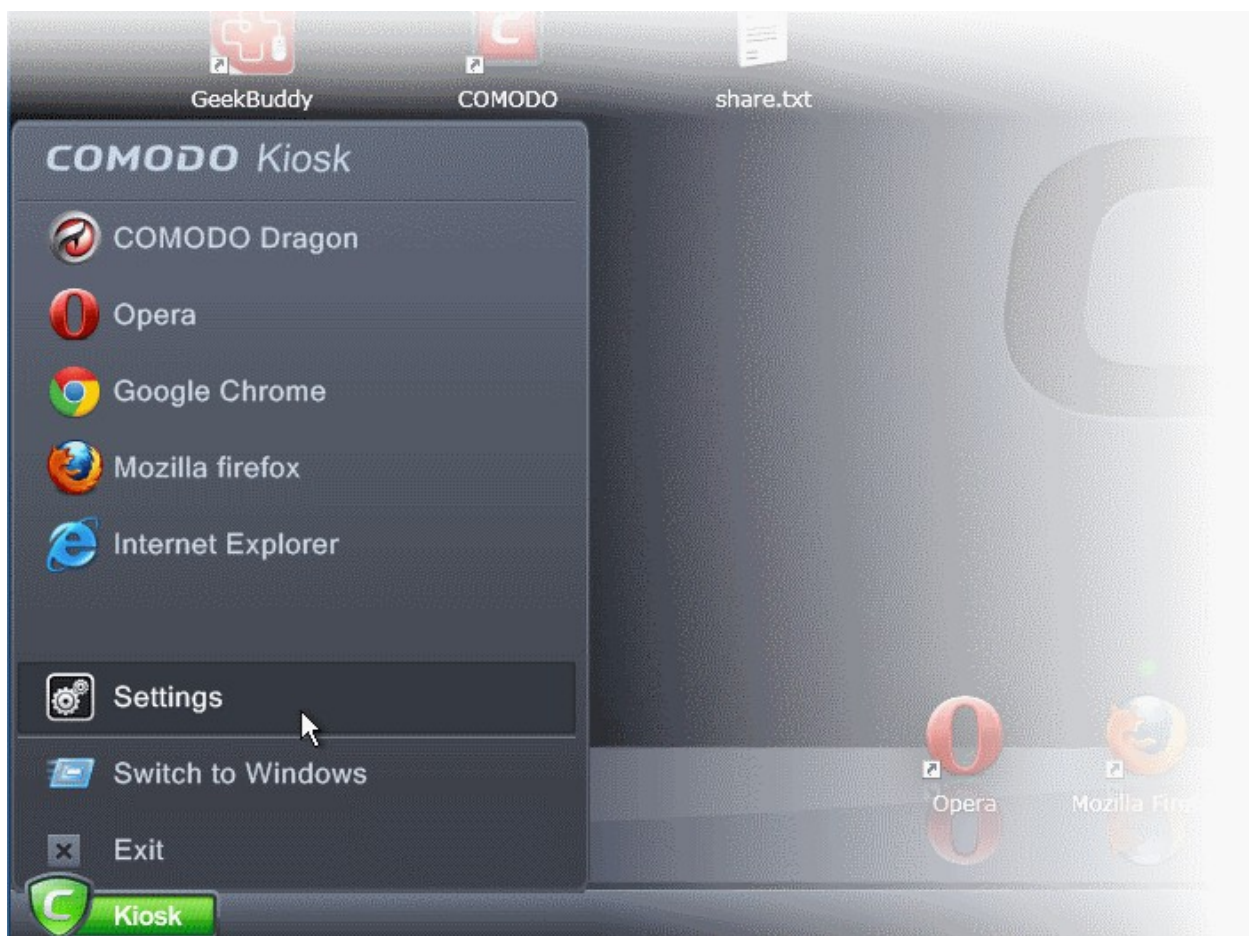 GeekBuddy COMODO share.txt
COMODO Kiosk
COMODO Dragon
Opera
Google Chrome
Mozilla firefox
Internet Explorer
Settings
Switch to Windows
Exit
Kiosk
Opera Mozilla